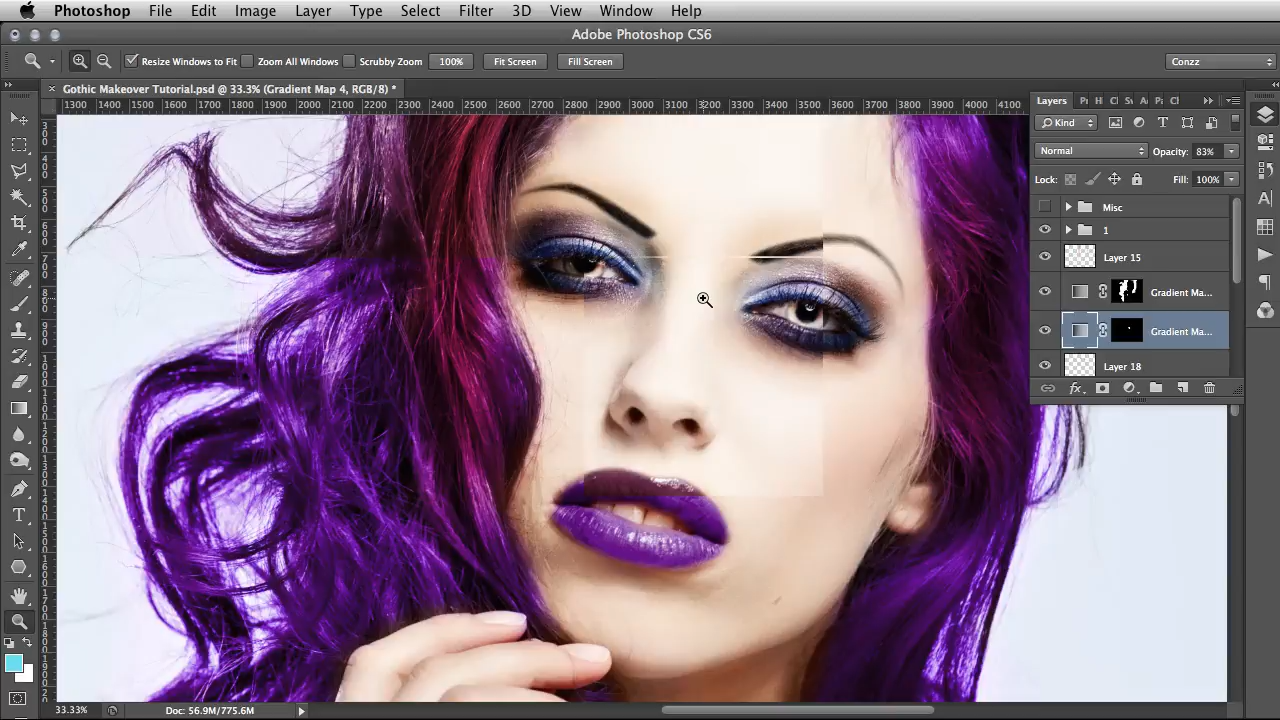 Photoshop File Edit Image Layer Type Select Filter 3D View Window Help
Adobe Photoshop CS6
Resize Windows to Fit Zoom All Windows Scrubby Zoom 100% Fit Screen Fill Screen Conzz
Gothic Makeover Tutorial.psd @ 33.3% (Gradient Map 4, RGB/8) *
1300 1400 1500 1600 1700 1800 1900 2000 2100 2200 2300 2400 2500 2600 2700 2800 2900 3000 3100 3200 3300 3400 3500 3600 3700 3800 3900 4000 4100
Layers
Kind
Normal Opacity: 83%
Lock: Fill: 100%
Misc
1
Layer 15
Gradient Ma...
Gradient Ma...
Layer 18
fx
33.33% Doc: 56.9M/775.6M